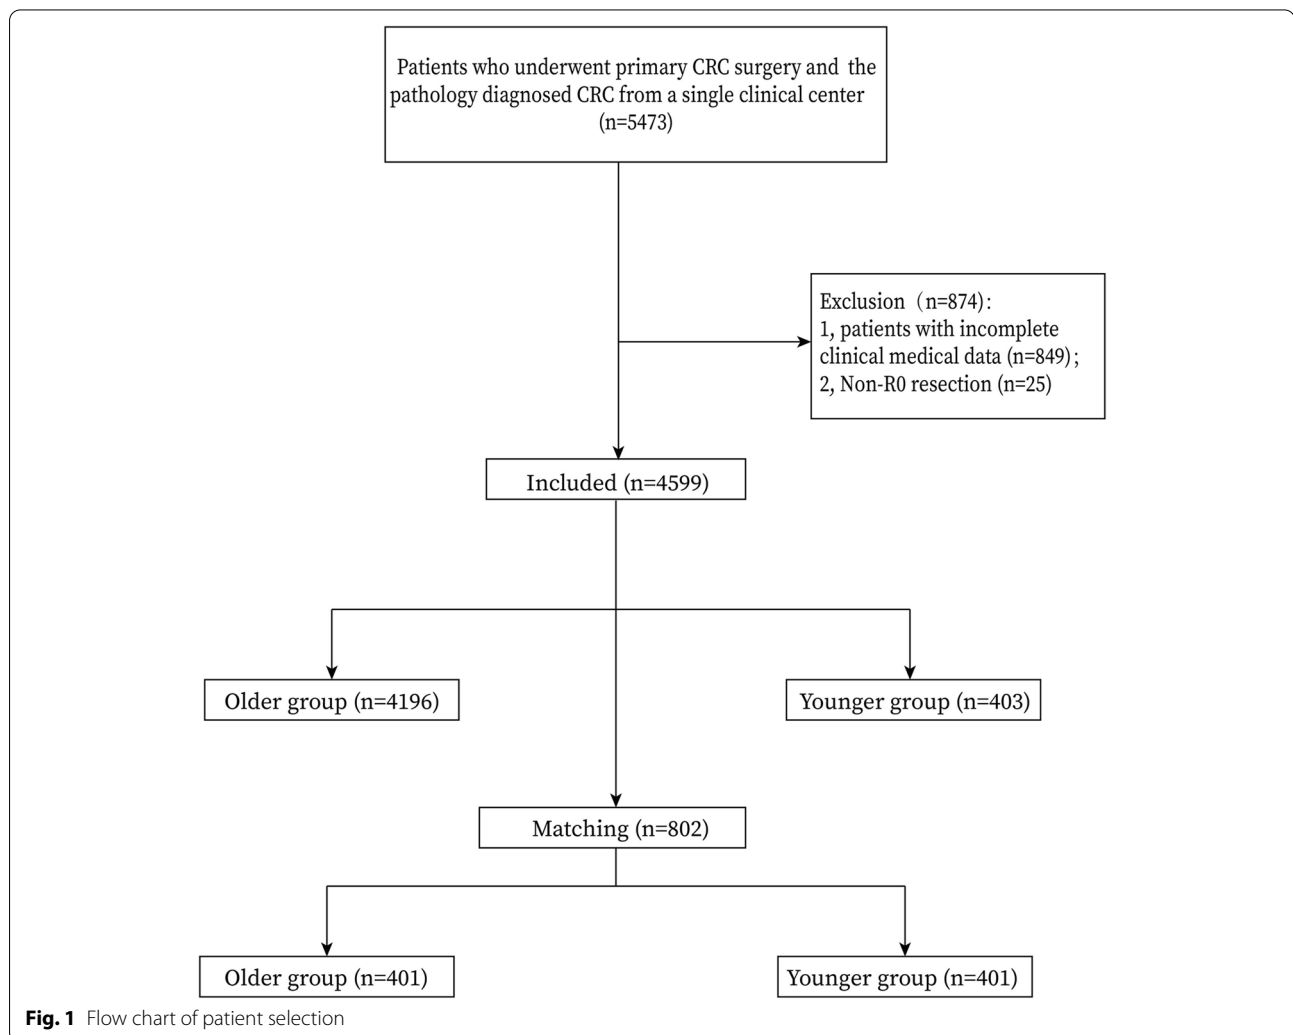 Patients who underwent primary CRC surgery and the
pathology diagnosed CRC from a single clinical center
(n=5473)
Exclusion（n=874）:
1, patients with incomplete
clinical medical data (n=849);
2, Non-R0 resection (n=25)
Included (n=4599)
Older group (n=4196)
Younger group (n=403)
Matching (n=802)
Older group (n=401)
Younger group (n=401)
Fig. 1 Flow chart of patient selection